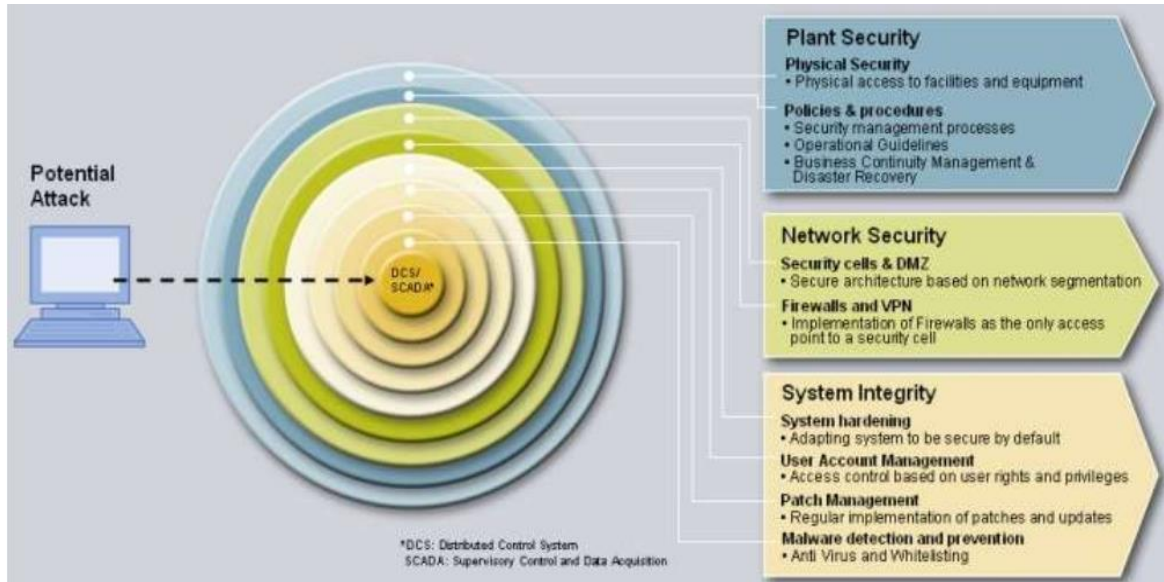 Potential
Attack
DCS/
SCADA*
*DCS: Distributed Control System
SCADA: Supervisory Control and Data Acquisition
Plant Security
Physical Security
• Physical access to facilities and equipment
Policies & procedures
• Security management processes
• Operational Guidelines
• Business Continuity Management &
Disaster Recovery
Network Security
Security cells & DMZ
• Secure architecture based on network segmentation
Firewalls and VPN
• Implementation of Firewalls as the only access
point to a security cell
System Integrity
System hardening
• Adapting system to be secure by default
User Account Management
• Access control based on user rights and privileges
Patch Management
• Regular implementation of patches and updates
Malware detection and prevention
• Anti Virus and Whitelisting